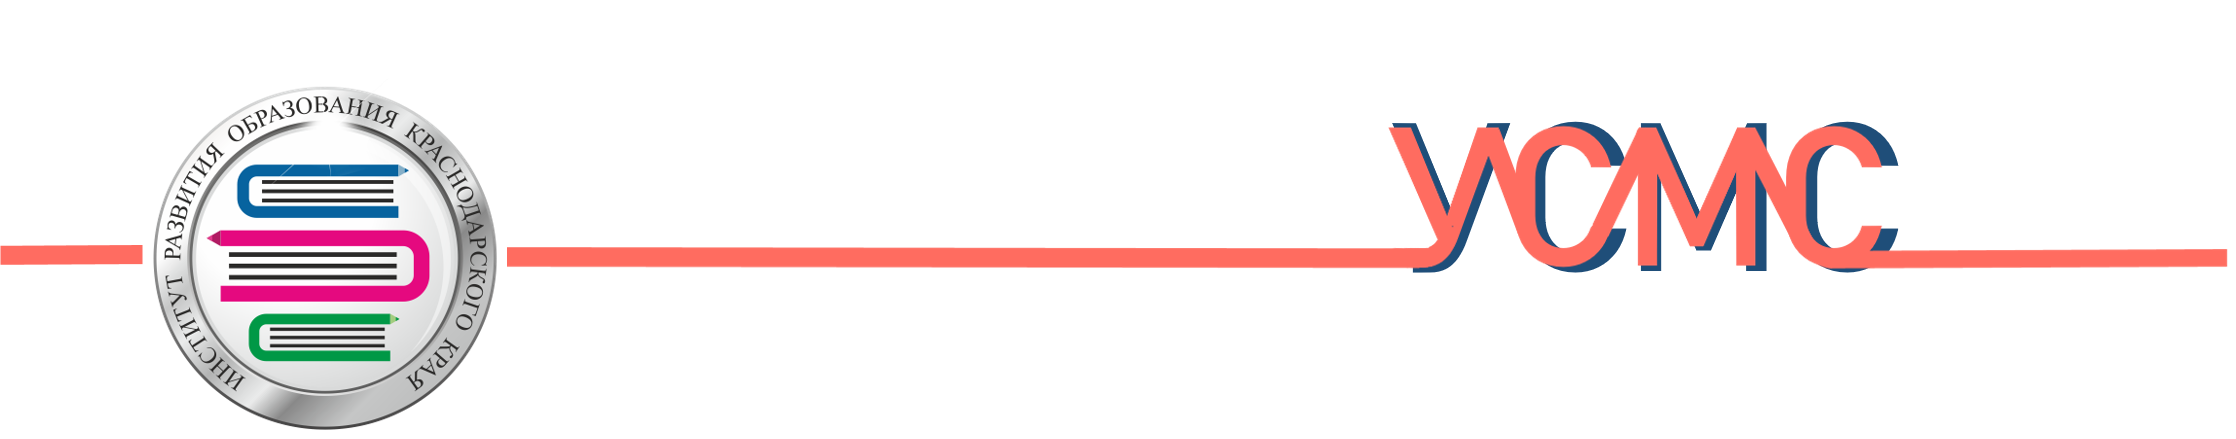 ИНСТИТУТ РАЗВИТИЯ ОБРАЗОВАНИЯ КРАСНОДАРСКОГО КРАЯ
УСМС